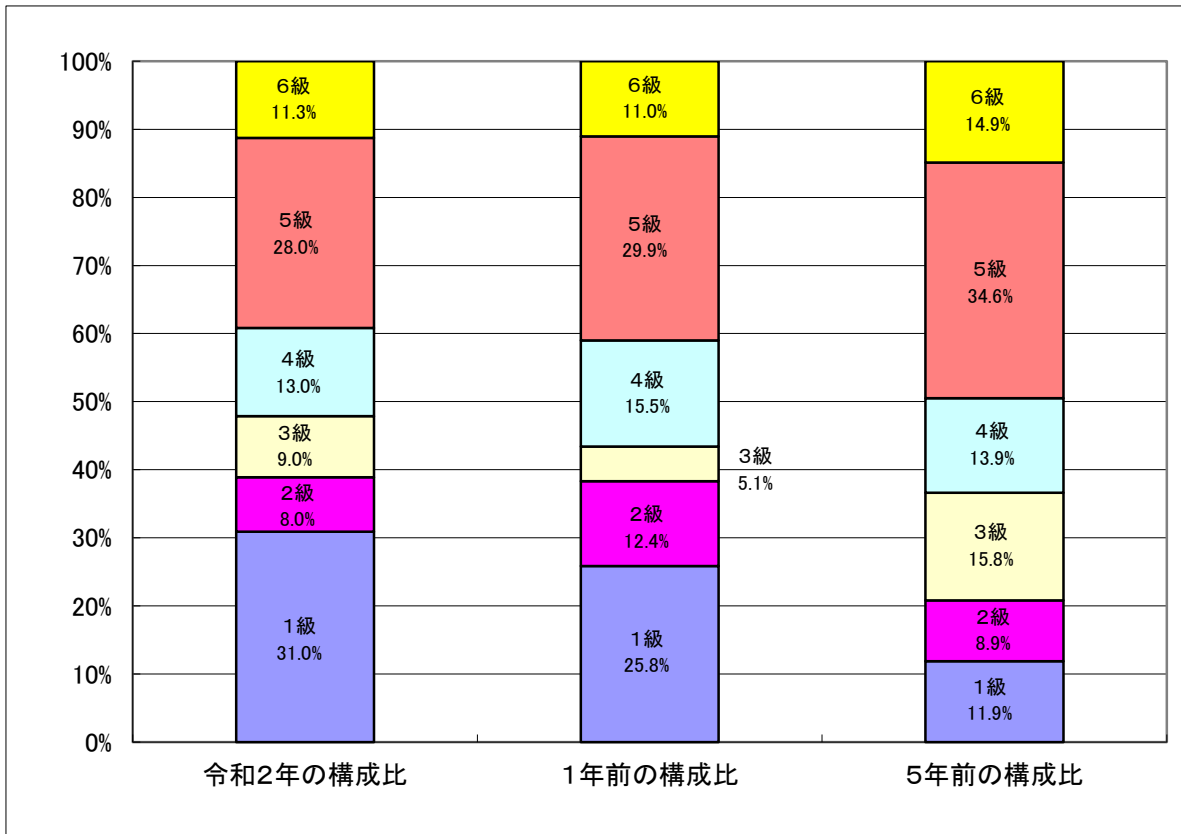 100%
90%
80%
70%
60%
50%
40%
30%
20%
10%
0%
6級
11.3%
5級
28.0%
4級
13.0%
3級
9.0%
2級
8.0%
1級
31.0%
6級
11.0%
5級
29.9%
4級
15.5%
3級
5.1%
2級
12.4%
1級
25.8%
6級
14.9%
5級
34.6%
4級
13.9%
3級
15.8%
2級
8.9%
1級
11.9%
令和2年の構成比
1年前の構成比
5年前の構成比